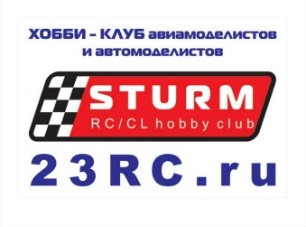 ХОББИ - КЛУБ авиамоделистов
и автомоделистов
STURM
RC/CL hobby club
23RC.ru